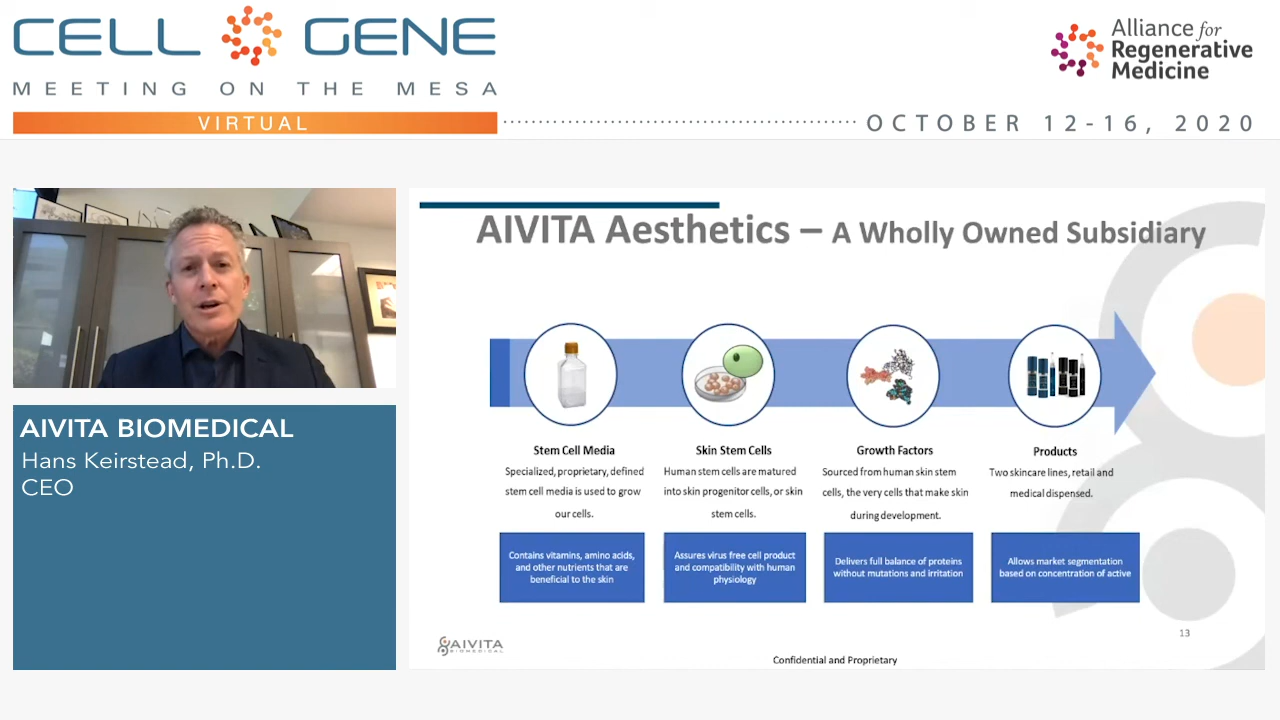 CELL GENE
MEETING ON THE MESA
VIRTUAL
Alliance for
Regenerative
Medicine
OCTOBER 12-16, 2020
AIVITA BIOMEDICAL
Hans Keirstead, Ph.D.
CEO
AIVITA Aesthetics – A Wholly Owned Subsidiary
Stem Cell Media
Specialized, proprietary, defined
stem cell media is used to grow
our cells.
Contains vitamins, amino acids,
and other nutrients that are
beneficial to the skin
Skin Stem Cells
Human stem cells are matured
into skin progenitor cells, or skin
stem cells.
Assures virus free cell product
and compatibility with human
physiology
Growth Factors
Sourced from human skin stem
cells, the very cells that make skin
during development.
Delivers full balance of proteins
without mutations and irritation
Products
Two skincare lines, retail and
medical dispensed.
Allows market segmentation
based on concentration of active
AIVITA
BIOMEDICAL
13
Confidential and Proprietary